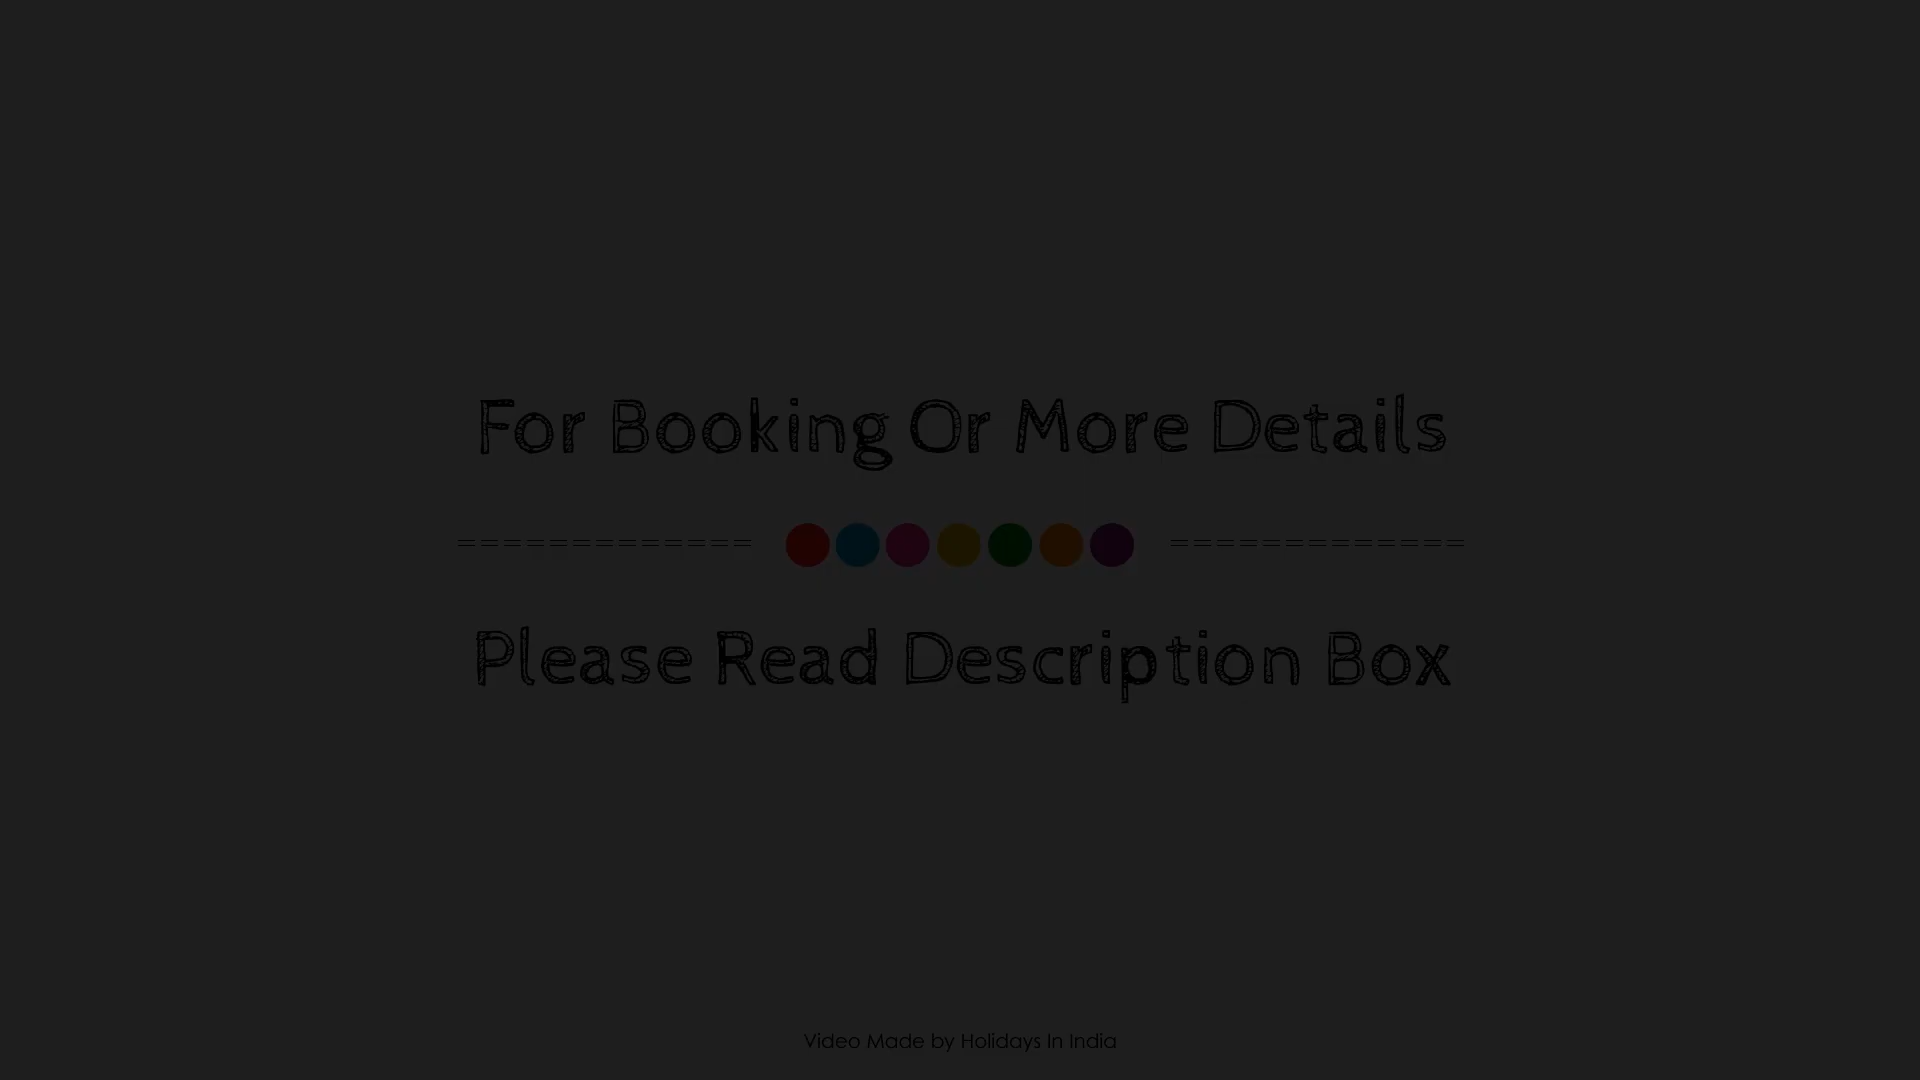 For Booking Or More Details
============= =============
Please Read Description Box
Video Made by Holidays In India